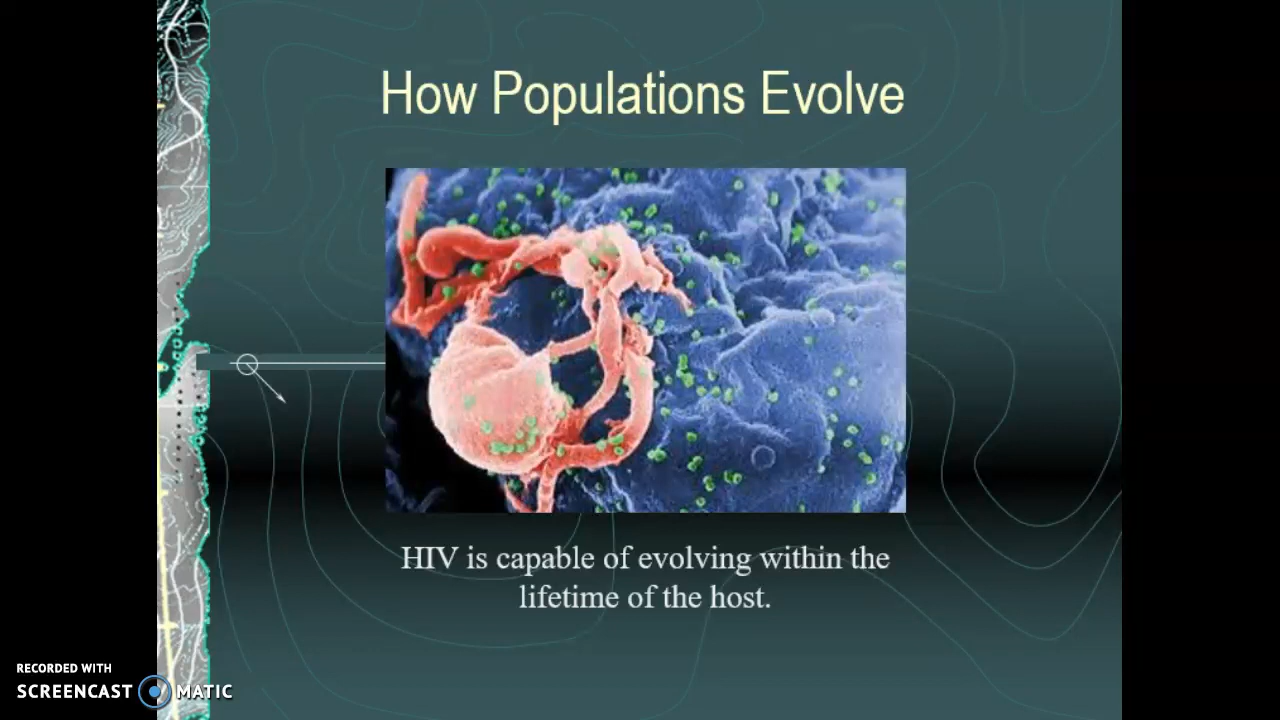 How Populations Evolve
HIV is capable of evolving within the
lifetime of the host.
RECORDED WITH
SCREENCAST MATIC